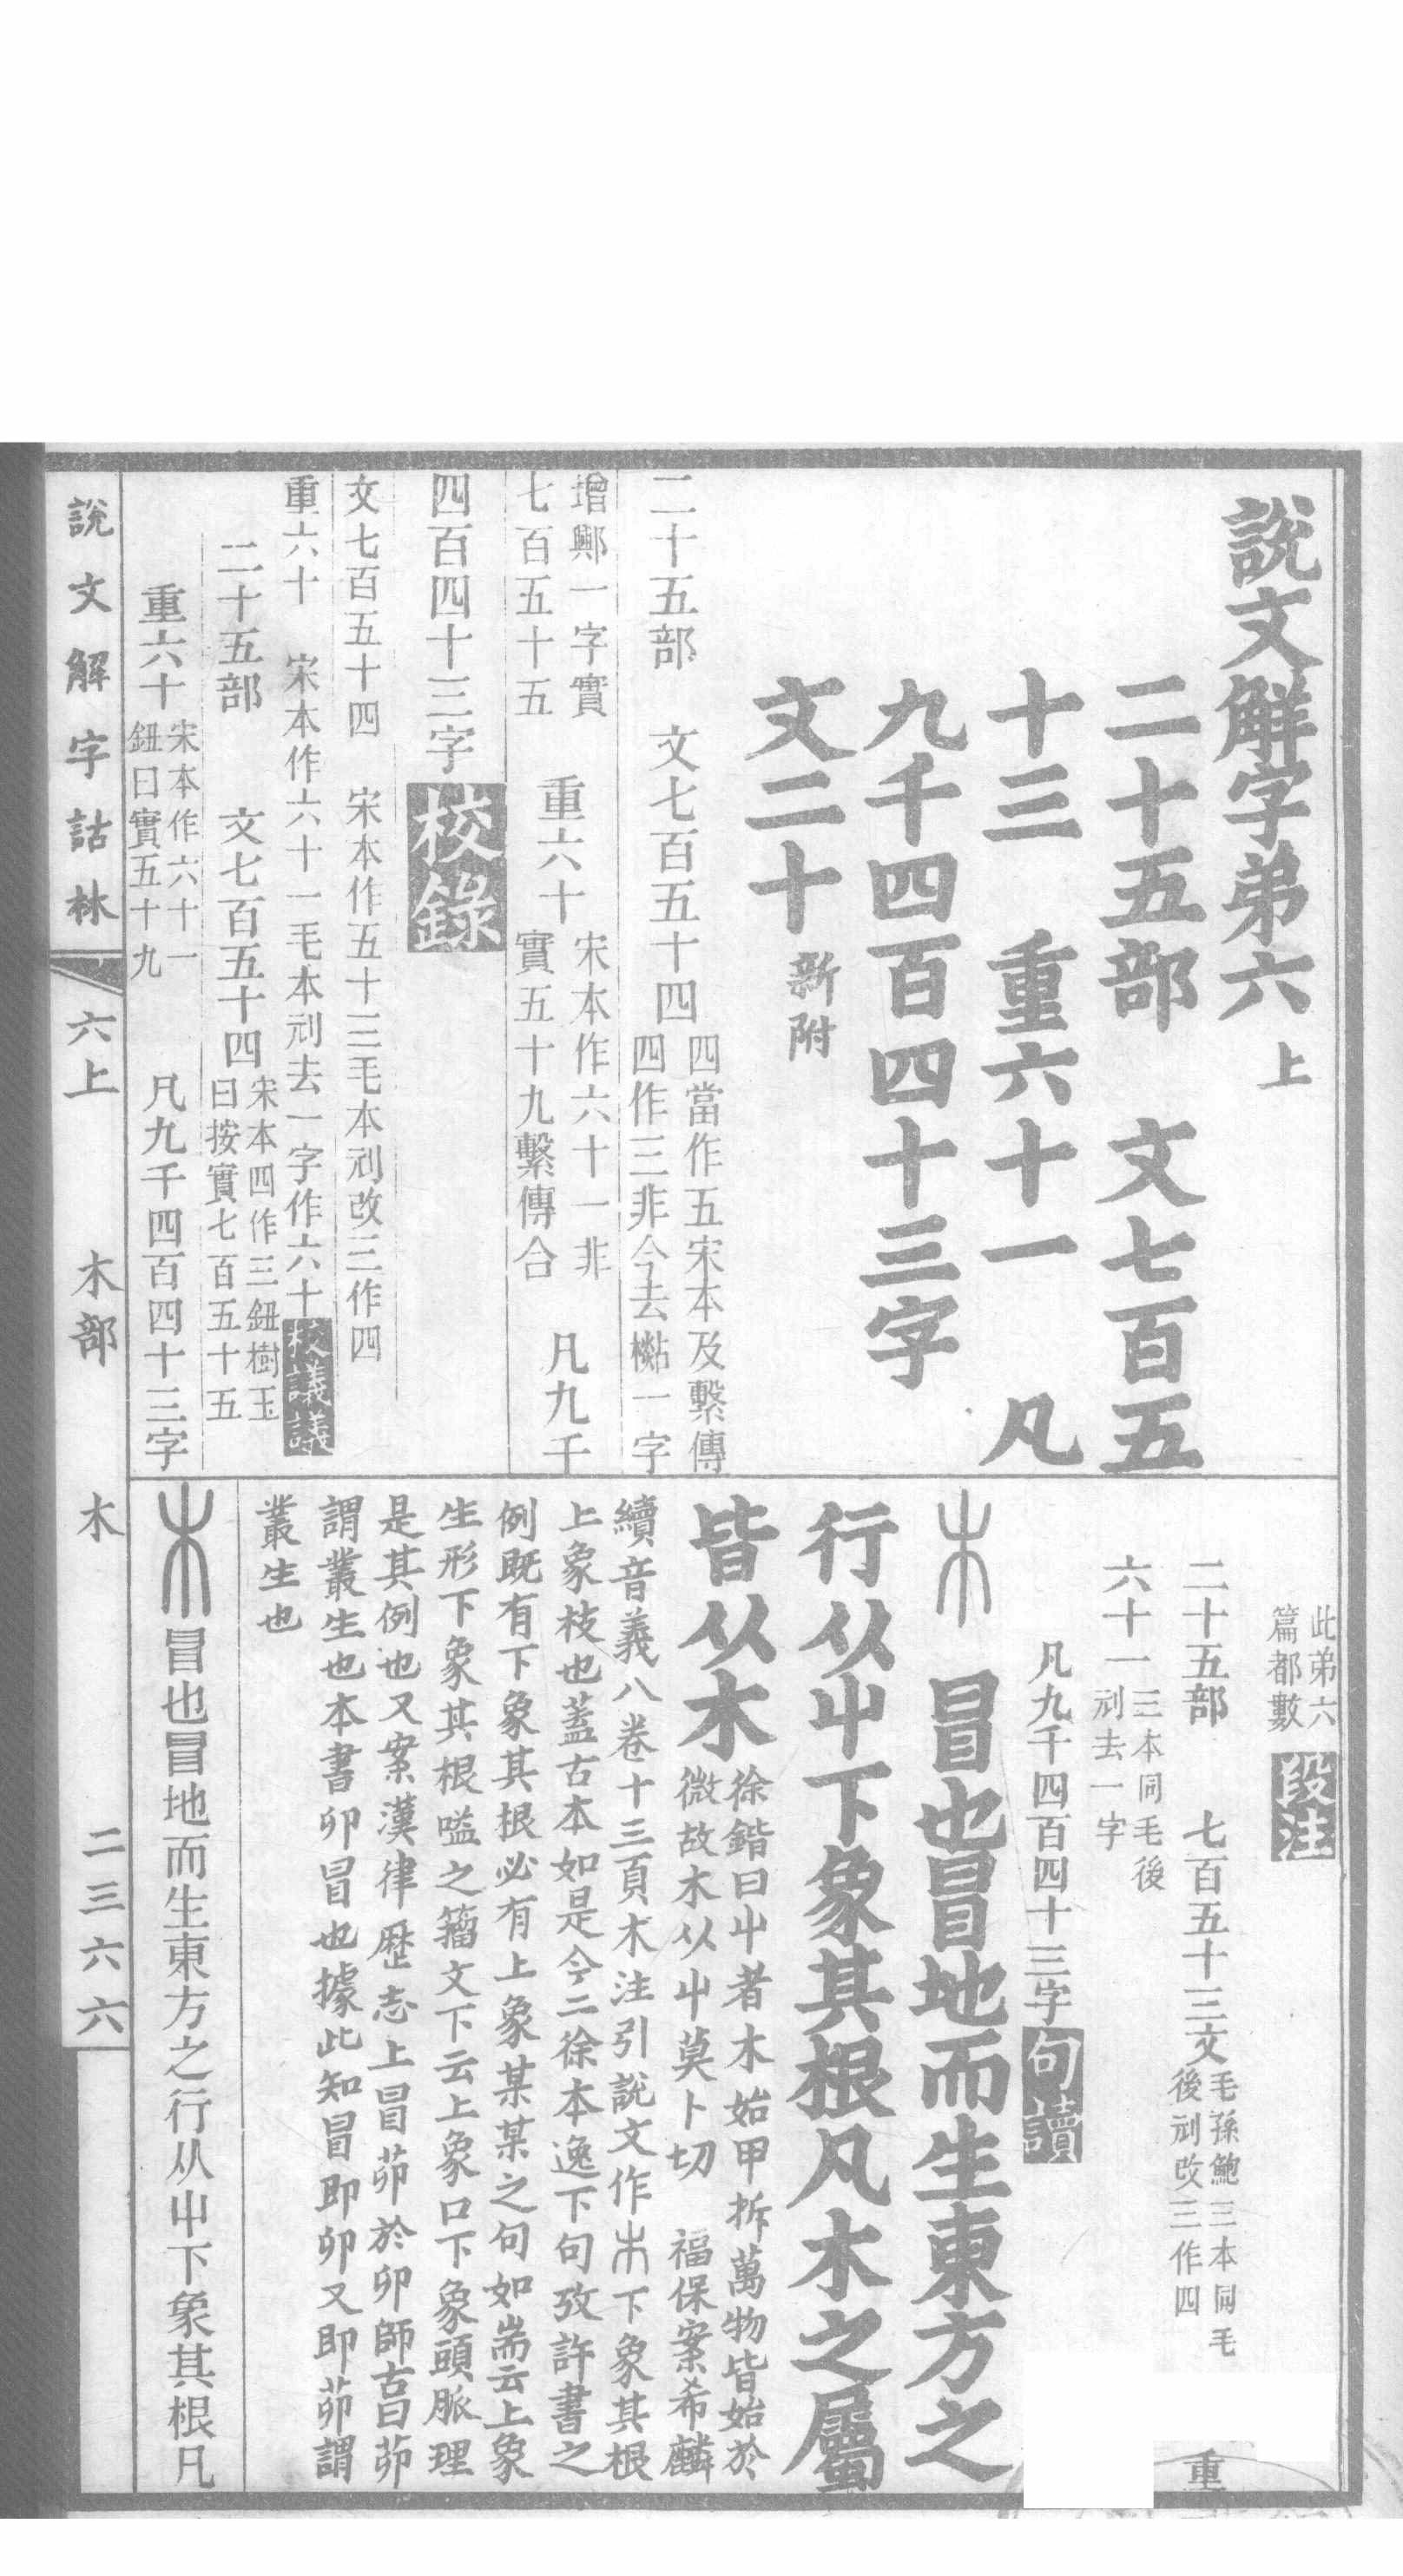 說文解字弟六上
二十五部　文七百五
十三　重六十一　凡
九千四百四十三字
文二十新附
二十五部　文七百五十四四當作五宋本及繫傳四作三非今去㯠一字
增鄸一字實七百五十五　重六十宋本作六十一非實五十九繫傳合　凡九千
四百四十三字校錄
文七百五十四　宋本作五十三毛本刓改三作四
重六十　宋本作六十一毛本刓去一字作六十校議議
二十五部　文七百五十四宋本四作三鈕樹玉曰按實七百五十五
重六十宋本作六十一鈕曰實五十九　凡九千四百四十三字
此弟六篇都數段注
二十五部　七百五十三文毛孫鮑三本同毛後刓改三作四　重
六十一三本同毛後刓去一字
凡九千四百四十三字句讀
木　冒也冒地而生東方之
行从屮下象其根凡木之屬
皆从木徐鍇曰屮者木始甲拆萬物皆始於微故木从屮莫卜切　福保案希麟
續音義八卷十三頁木注引說文作木下象其根
上象枝也蓋古本如是今二徐本逸下句攷許書之
例既有下象其根必有上象某某之句如耑云上象
生形下象其根嗌之籀文下云上象口下象頸脈理
是其例也又案漢律歷志上冒茆於卯師古曰茆
謂叢生也本書卯冒也據此知冒即卯又即茆謂
叢生也
木冒也冒地而生東方之行从屮下象其根凡
說文解字詁林　六上　木部　木　二三六六